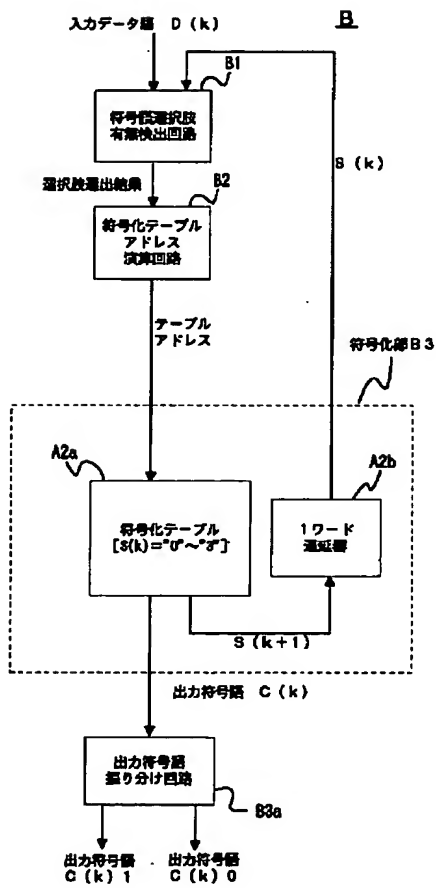 B
入力データ語 D(k)
B1
符号語選択肢
有無検出回路
S(k)
選択肢選出結果
B2
符号化テーブル
アドレス
演算回路
テーブル
アドレス
符号化部B3
A2a
A2b
符号化テーブル
[S(k)="0"~"3"]
1ワード
遅延器
S(k+1)
出力符号語 C(k)
出力符号語
振り分け回路
B3a
出力符号語
C(k)1
出力符号語
C(k)0